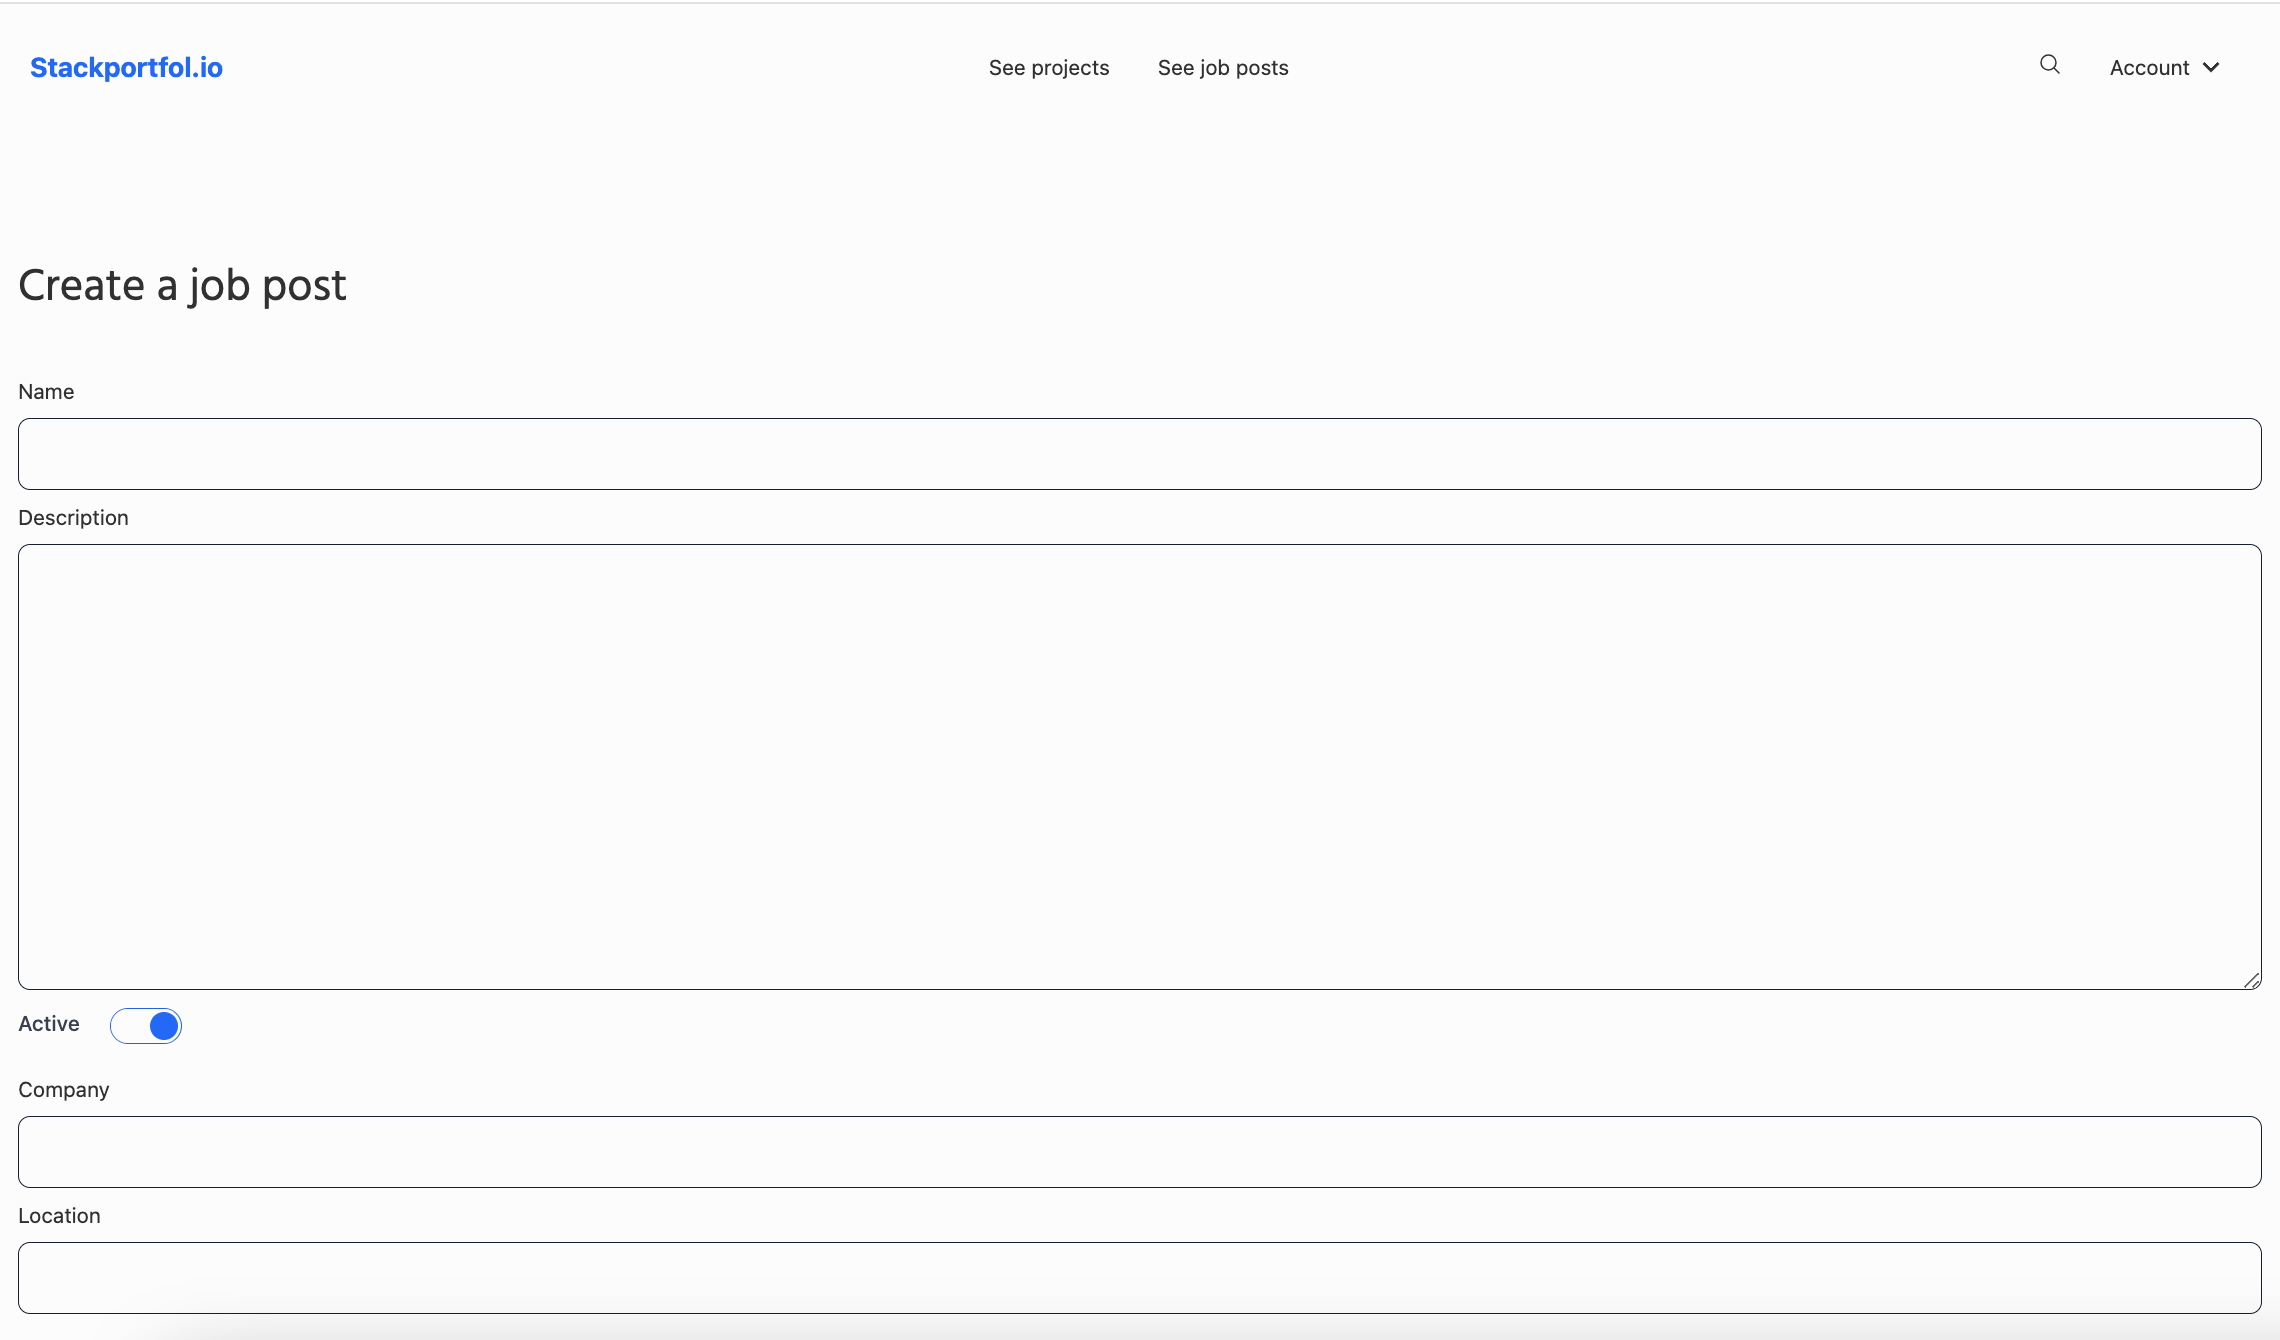 Stackportfol.io
See projects
See job posts
Account
Create a job post
Name
Description
Active
Company
Location